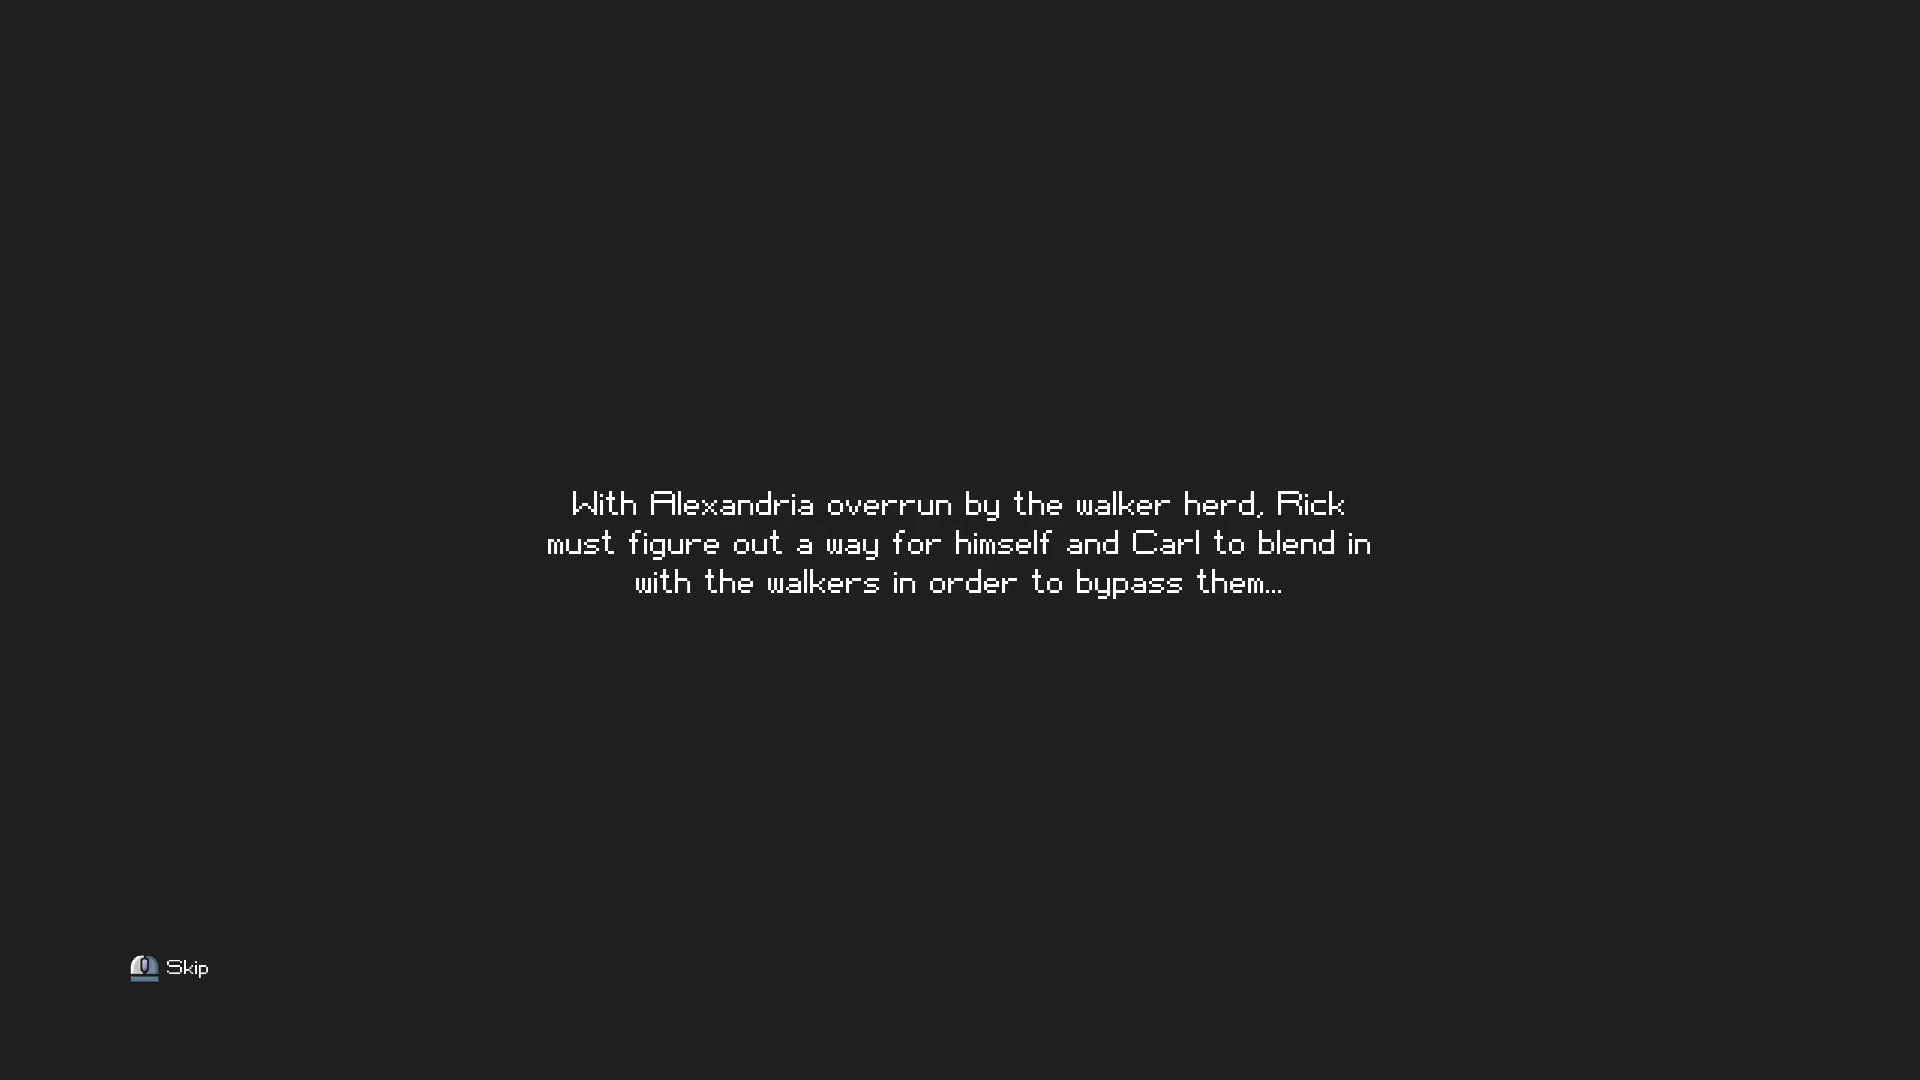 With Alexandria overrun by the walker herd, Rick
must figure out a way for himself and Carl to blend in
with the walkers in order to bypass them...
Skip